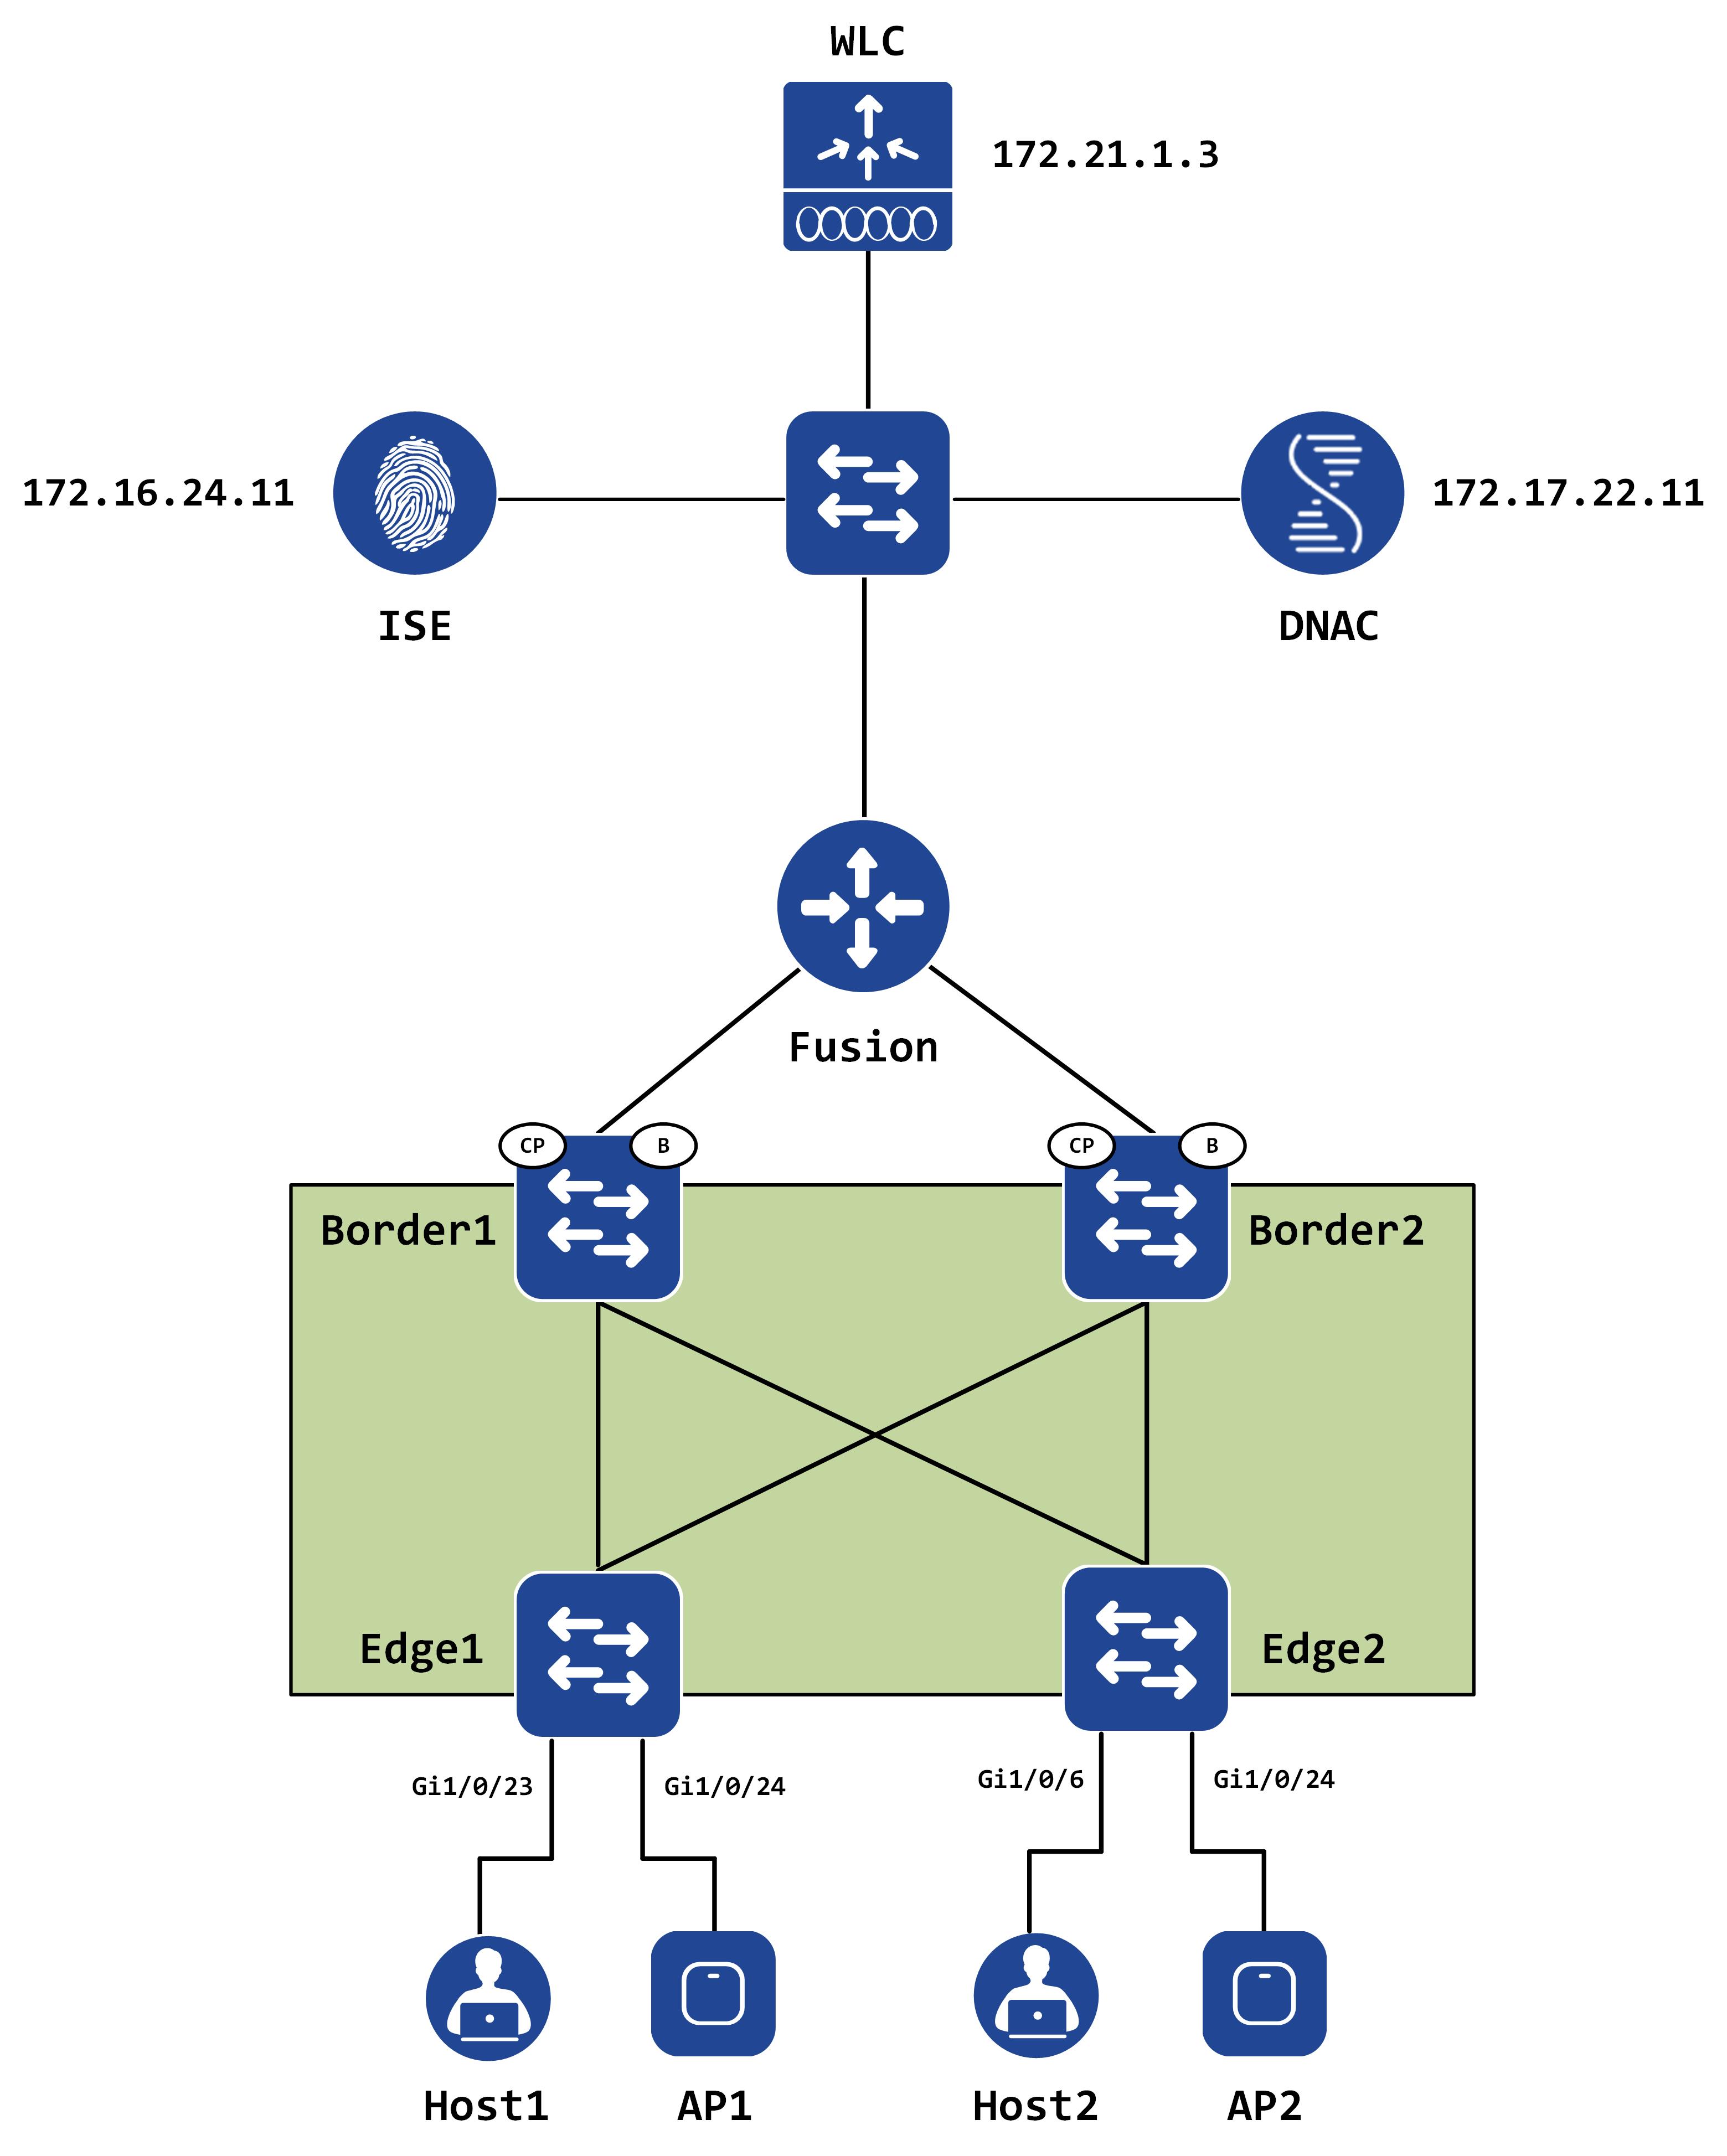 WLC
172.21.1.3
172.16.24.11
172.17.22.11
ISE
DNAC
Fusion
CP
B
CP
B
Border1
Border2
Edge1
Edge2
Gi1/0/23
Gi1/0/24
Gi1/0/6
Gi1/0/24
Host1
AP1
Host2
AP2